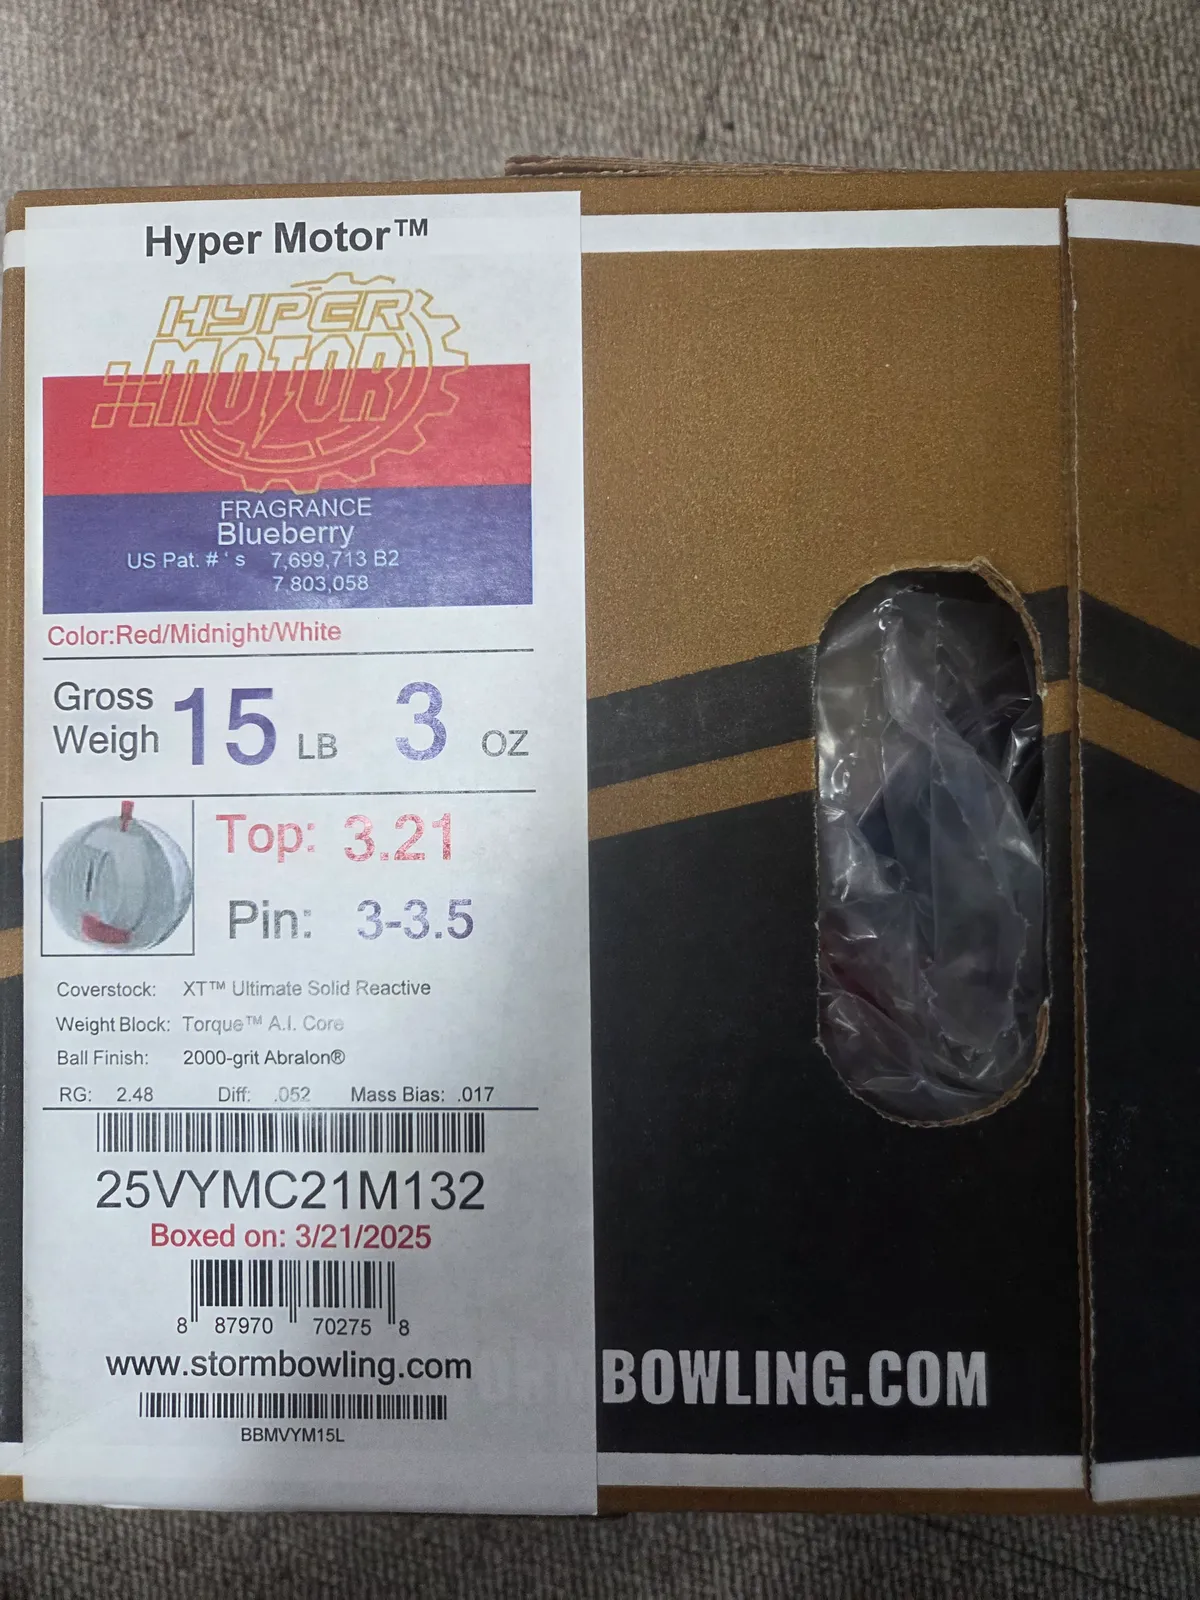 Hyper Motor™
HYPER
MOTOR
FRAGRANCE
Blueberry
US Pat. # ' s 7,699,713 B2
7,803,058
Color:Red/Midnight/White
Gross
Weigh 15 LB 3 OZ
Top: 3.21
Pin: 3-3.5
Coverstock: XT™ Ultimate Solid Reactive
Weight Block: Torque™ A.I. Core
Ball Finish: 2000-grit Abralon®
RG: 2.48 Diff: .052 Mass Bias: .017
25VYMC21M132
Boxed on: 3/21/2025
8 87970 70275 8
www.stormbowling.com
BBMVYM15L
BOWLING.COM